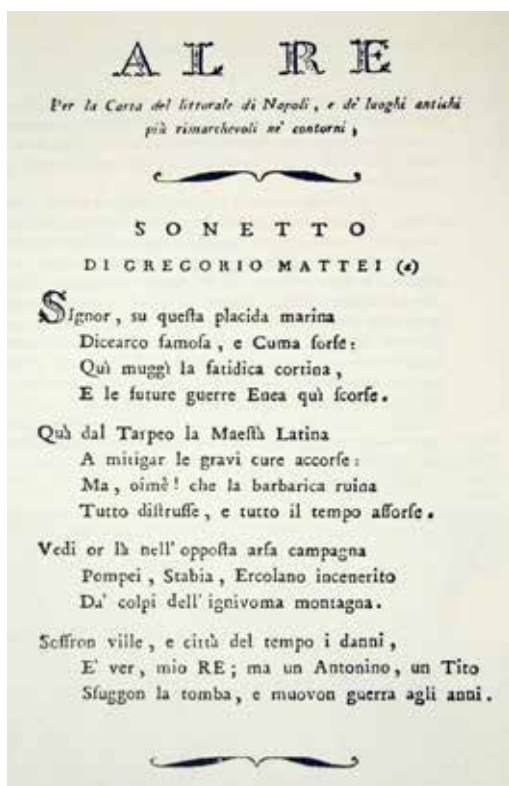 AL RE
Per la Carta del littorale di Napoli, e de' luoghi antichi
più rimarchevoli ne' contorni,
SONETTO
DI GREGORIO MATTEI (a)
SIgnor, su queſta placida marina
Dicearco famoſa, e Cuma ſorſe:
Quì muggì la fatidica cortina,
E le future guerre Enea quì ſcorſe.
Quà dal Tarpeo la Maeſtà Latina
A mitigar le gravi cure accorſe:
Ma, oimè! che la barbarica ruina
Tutto diſtruſſe, e tutto il tempo aſſorſe.
Vedi or là nell' oppoſta arſa campagna
Pompei, Stabia, Ercolano incenerito
Da' colpi dell' ignivoma montagna.
Soffron ville, e città del tempo i danni,
E' ver, mio RE; ma un Antonino, un Tito
Sfuggon la tomba, e muovon guerra agli anni.